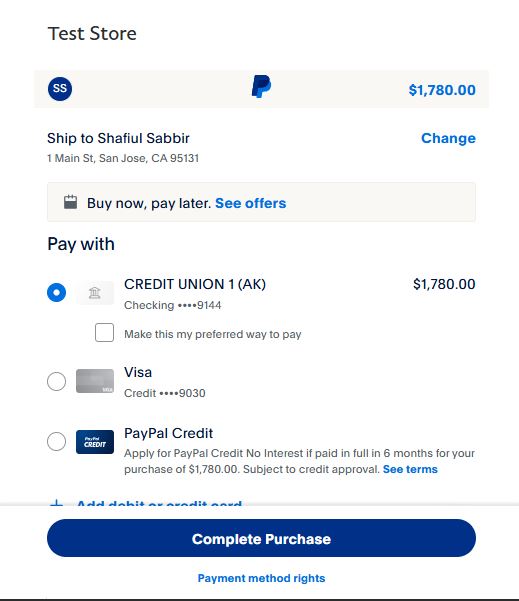 Test Store
SS
$1,780.00
Ship to Shafiul Sabbir
Change
1 Main St, San Jose, CA 95131
Buy now, pay later. See offers
Pay with
CREDIT UNION 1 (AK)
$1,780.00
Checking ••••9144
Make this my preferred way to pay
Visa
VISA
Credit ••••9030
PayPal Credit
PayPal
CREDIT
Apply for PayPal Credit No Interest if paid in full in 6 months for your
purchase of $1,780.00. Subject to credit approval. See terms
+ Add debit or credit card
Complete Purchase
Payment method rights